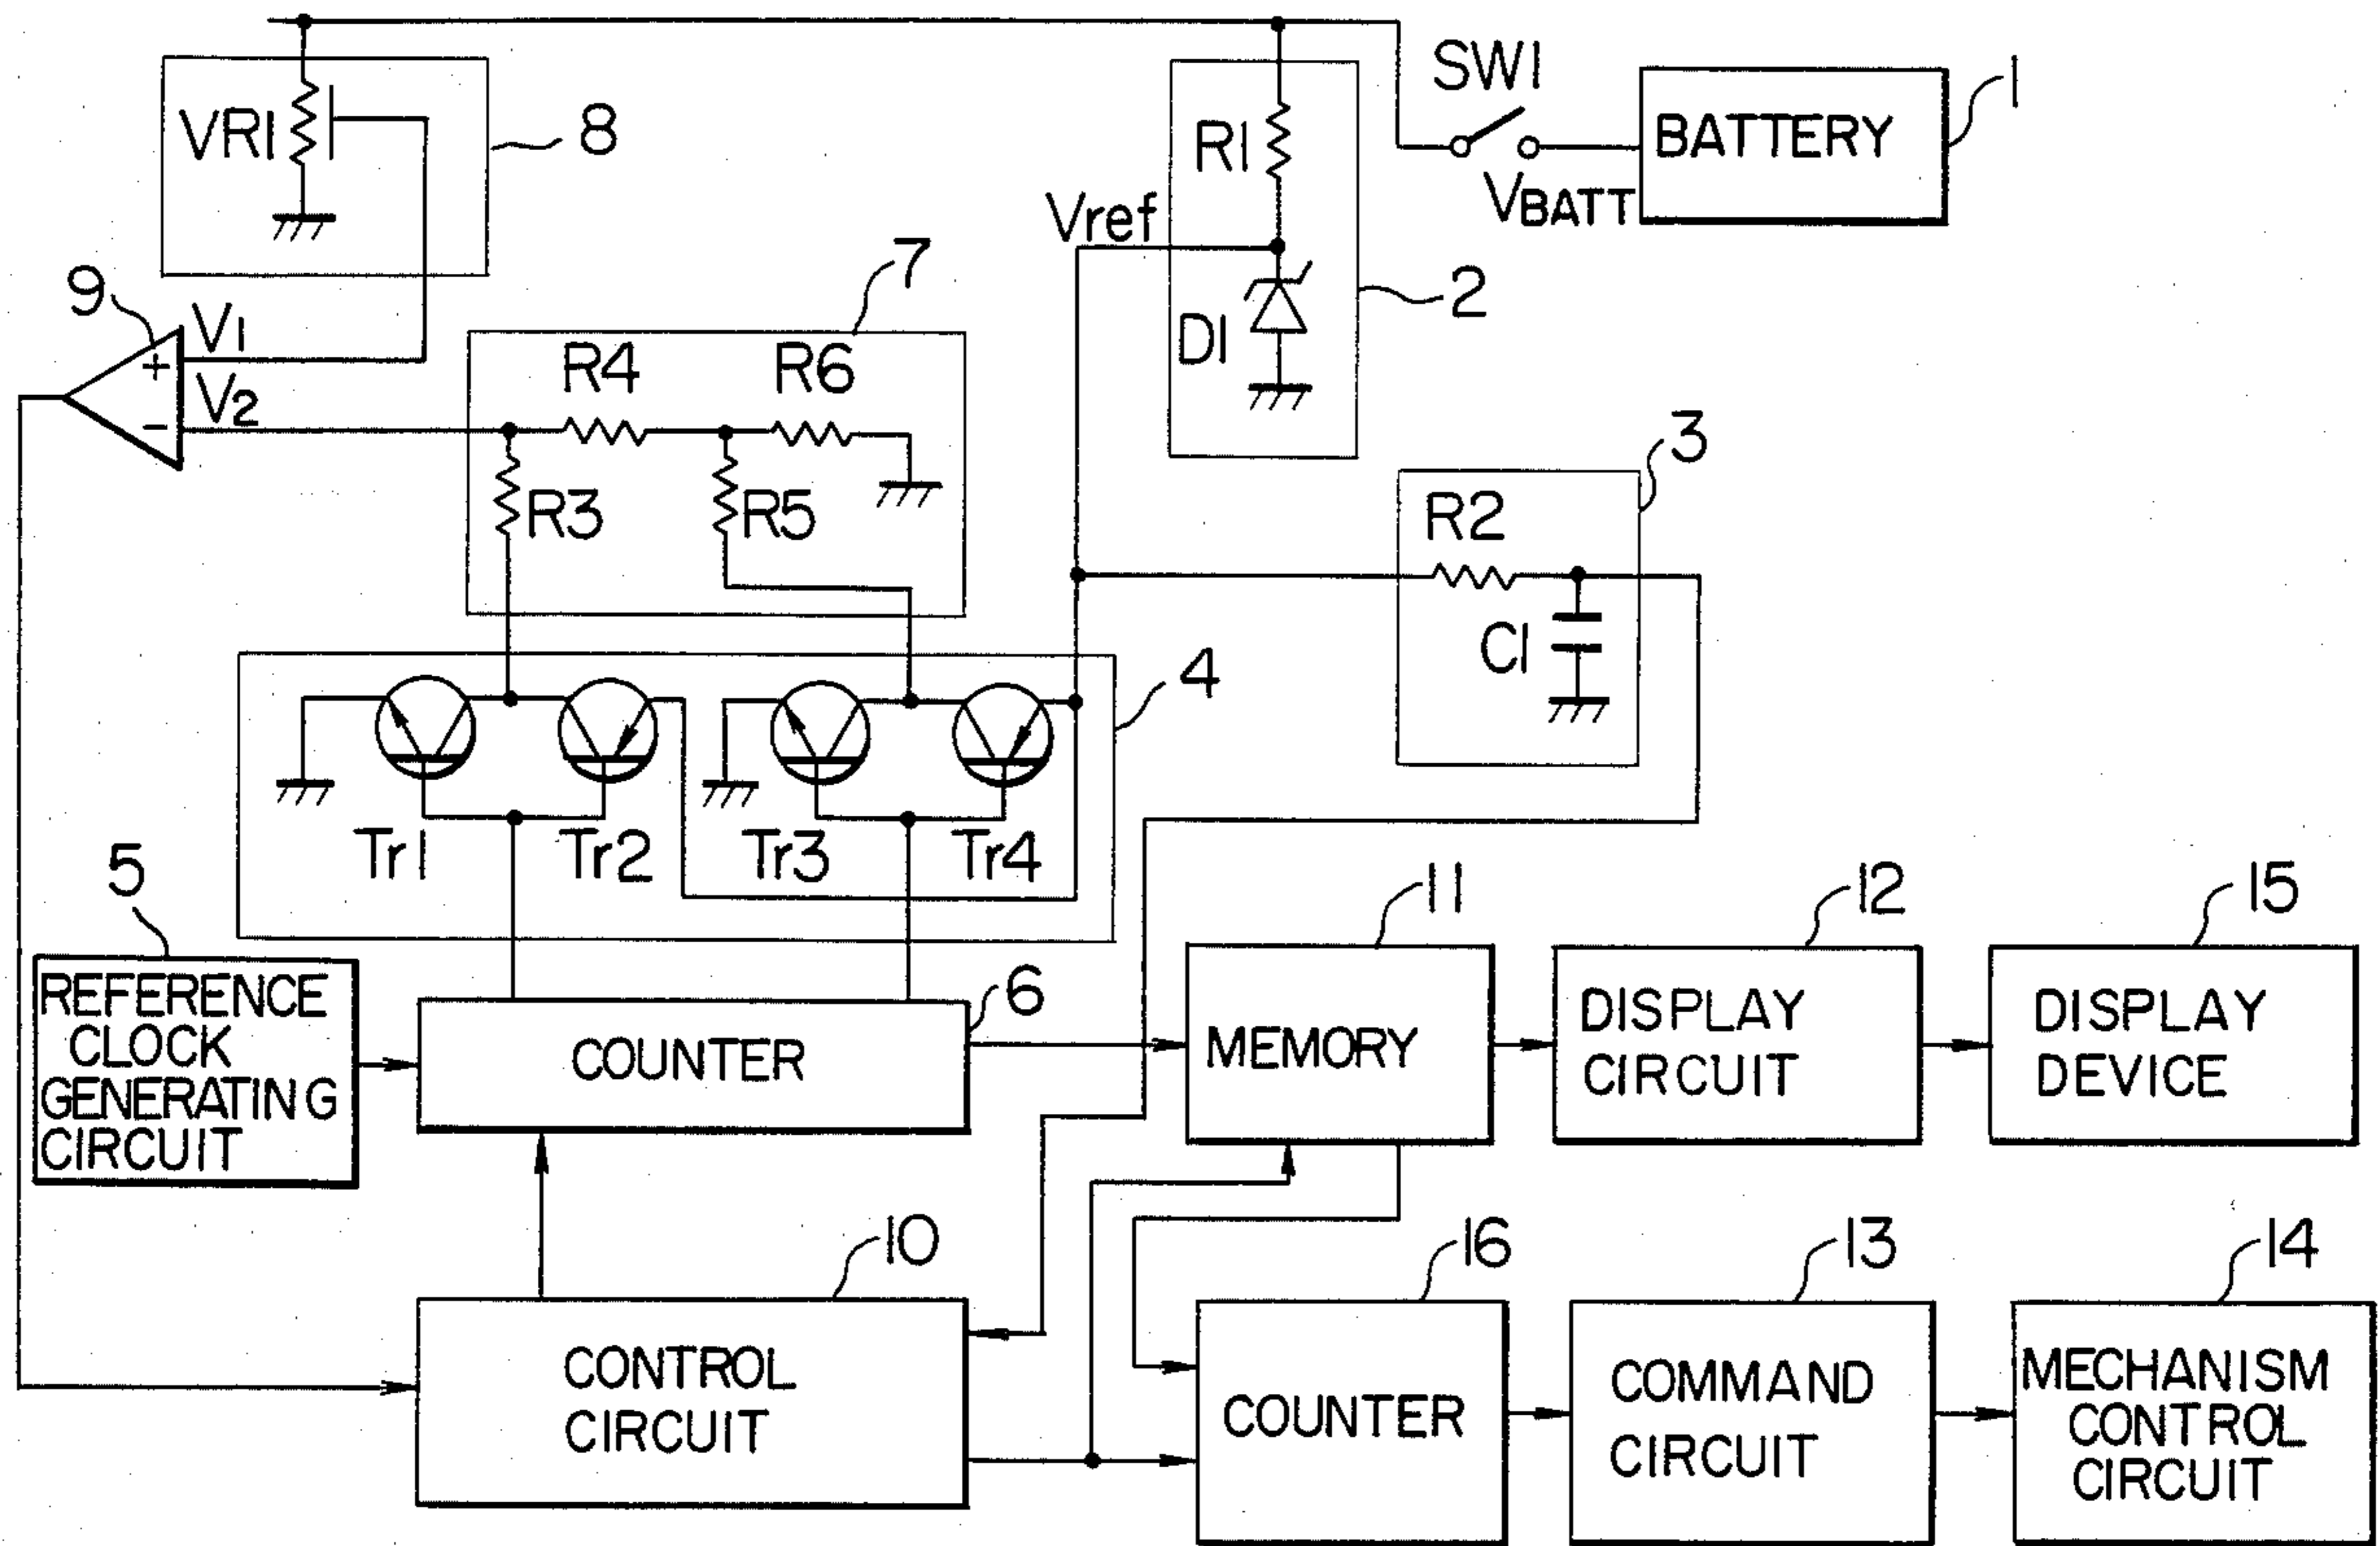 SW1
1
BATTERY
VBATT
VR1
8
R1
Vref
2
D1
7
9
V1
+
V2
−
R4
R6
R3
R5
3
R2
C1
4
Tr1
Tr2
Tr3
Tr4
5
REFERENCE
CLOCK
GENERATING
CIRCUIT
6
COUNTER
11
MEMORY
12
DISPLAY
CIRCUIT
15
DISPLAY
DEVICE
10
CONTROL
CIRCUIT
16
COUNTER
13
COMMAND
CIRCUIT
14
MECHANISM
CONTROL
CIRCUIT